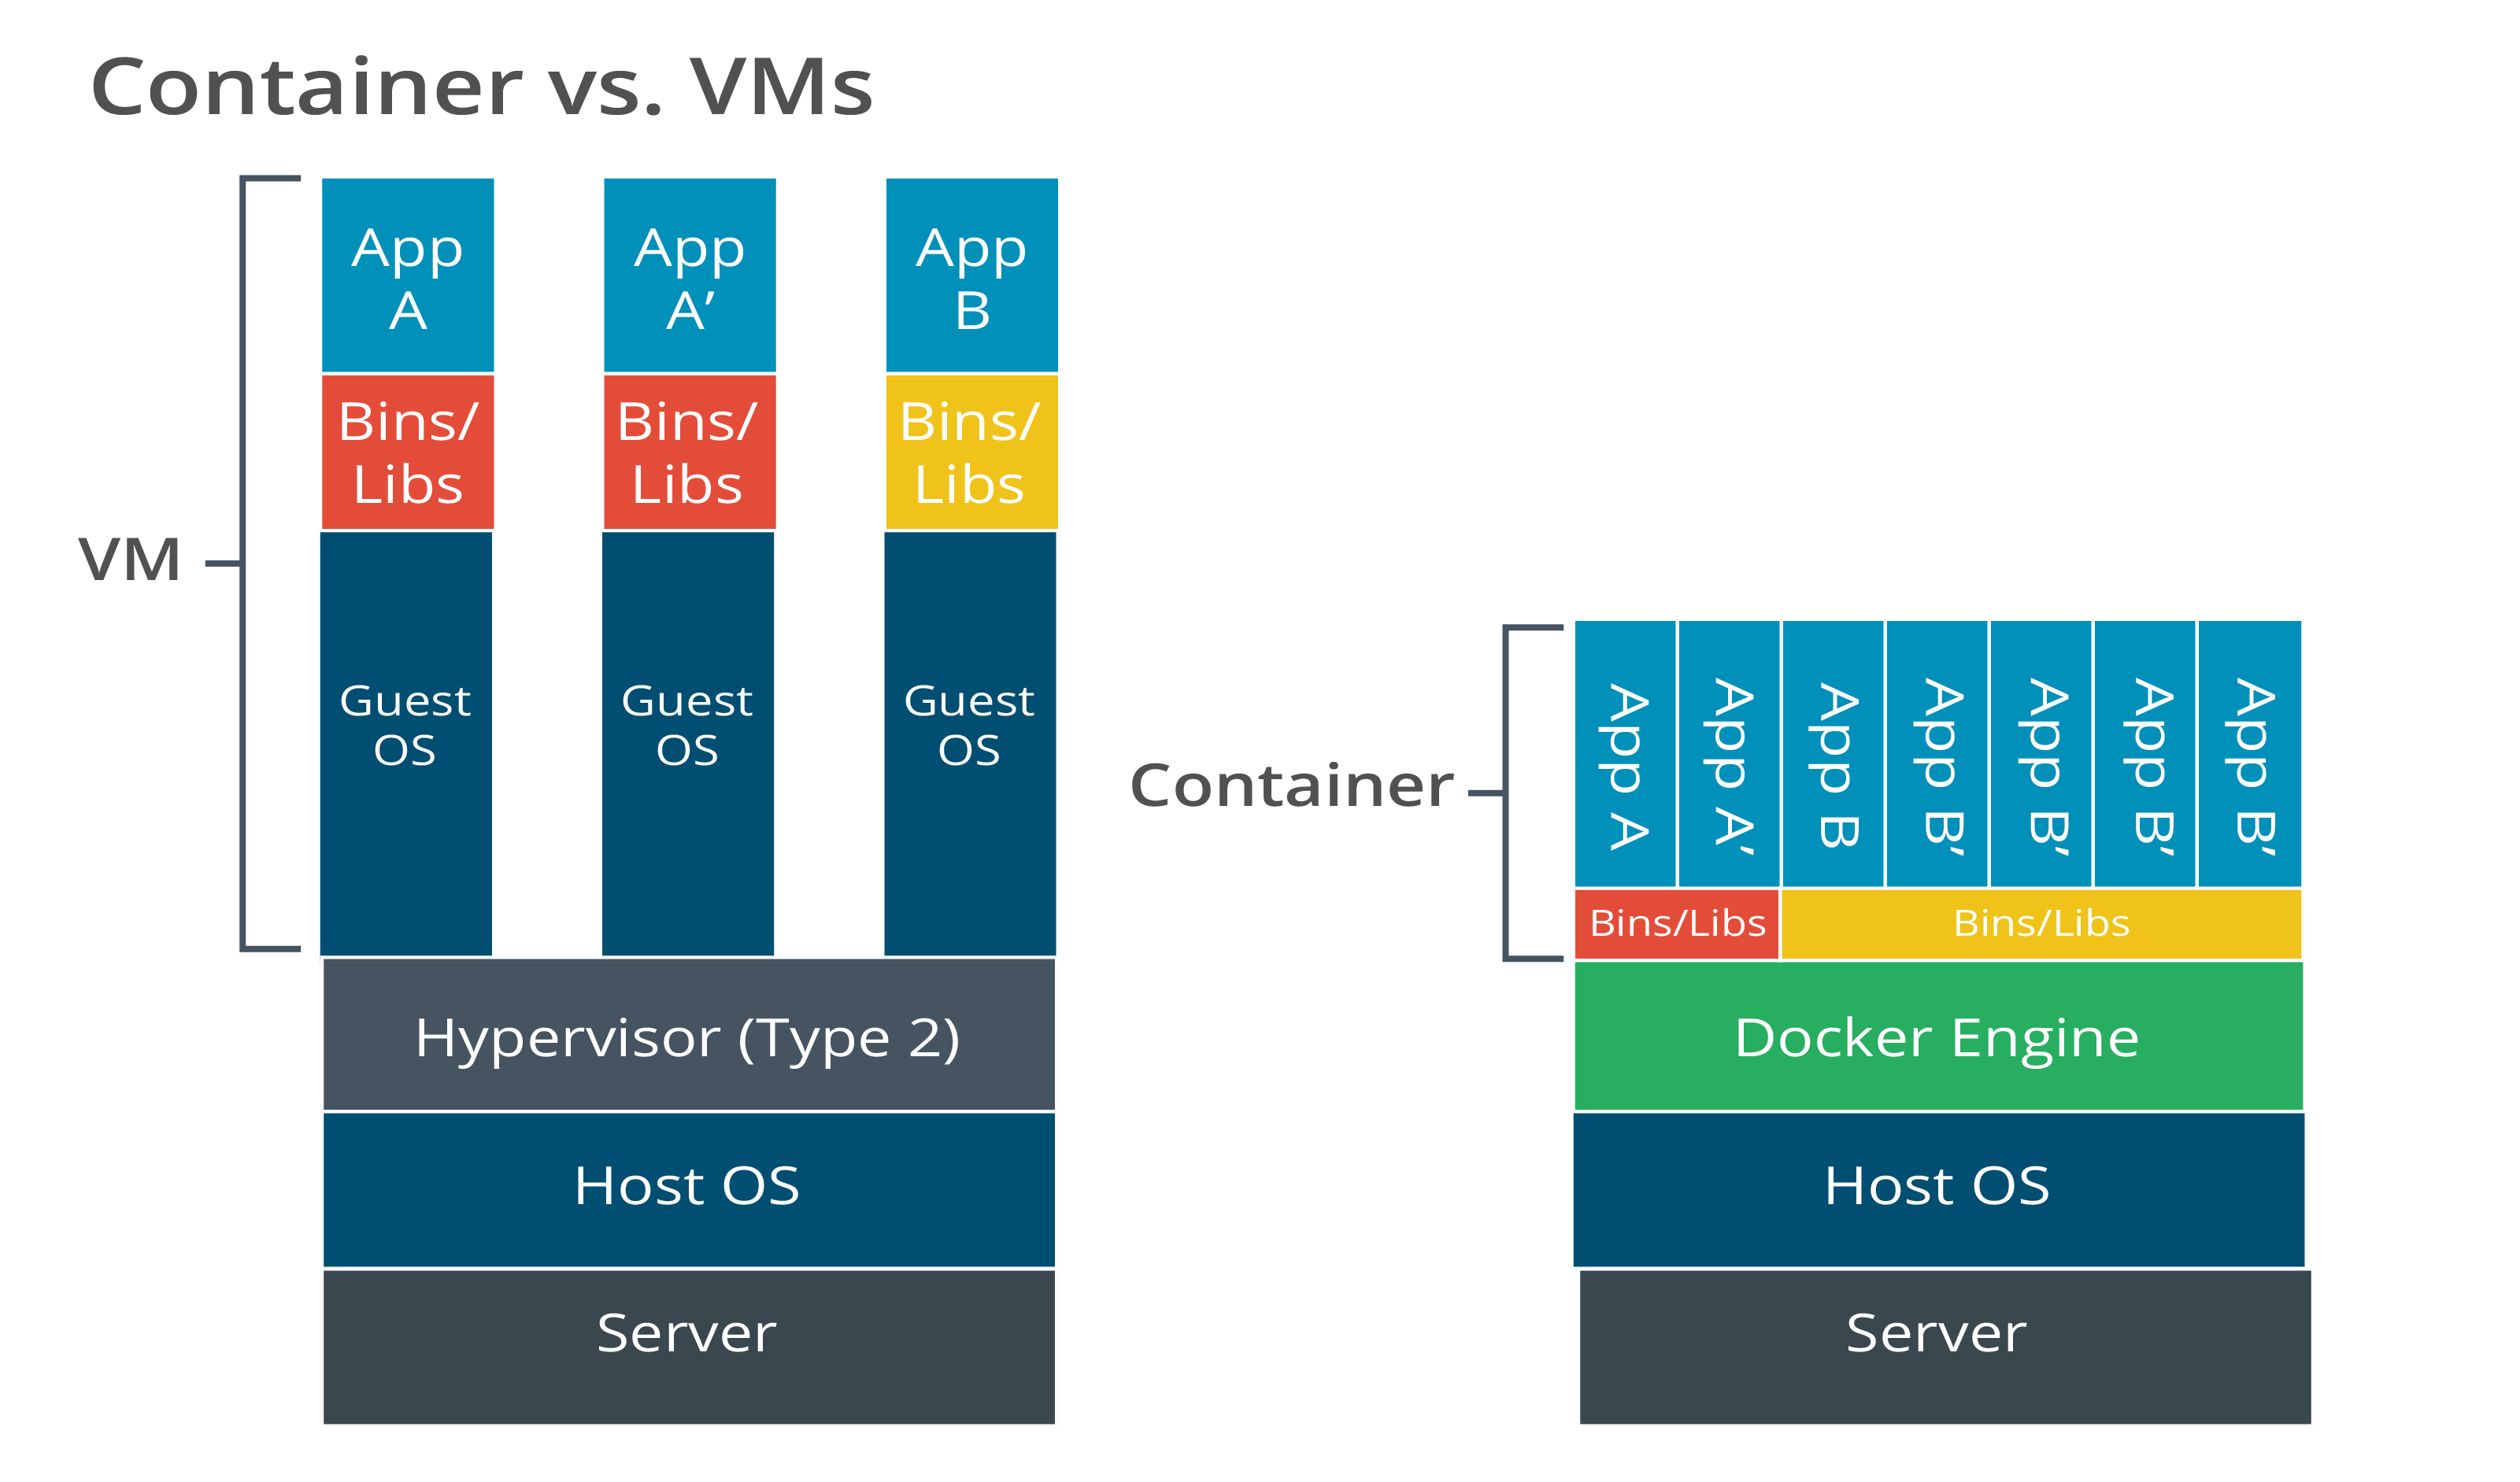 Container vs. VMs
VM
App
A
Bins/
Libs
Guest
OS
App
A’
Bins/
Libs
Guest
OS
App
B
Bins/
Libs
Guest
OS
Hypervisor (Type 2)
Host OS
Server
Container
App A
App A’
App B
App B’
App B’
App B’
App B’
Bins/Libs
Bins/Libs
Docker Engine
Host OS
Server